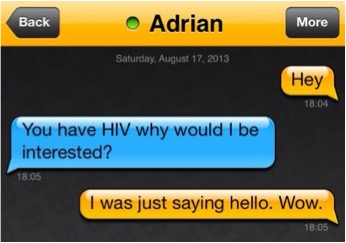 Back
Adrian
More
Saturday, August 17, 2013
Hey
18:04
You have HIV why would I be
interested?
18:05
I was just saying hello. Wow.
18:05